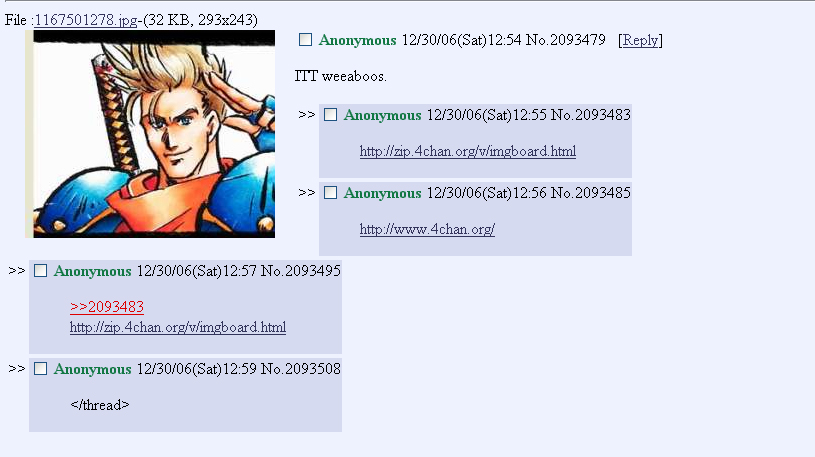 File :1167501278.jpg-(32 KB, 293x243)
Anonymous 12/30/06(Sat)12:54 No.2093479 [Reply]
ITT weeaboos.
>> Anonymous 12/30/06(Sat)12:55 No.2093483
http://zip.4chan.org/v/imgboard.html
>> Anonymous 12/30/06(Sat)12:56 No.2093485
http://www.4chan.org/
>> Anonymous 12/30/06(Sat)12:57 No.2093495
>>2093483
http://zip.4chan.org/v/imgboard.html
>> Anonymous 12/30/06(Sat)12:59 No.2093508
</thread>